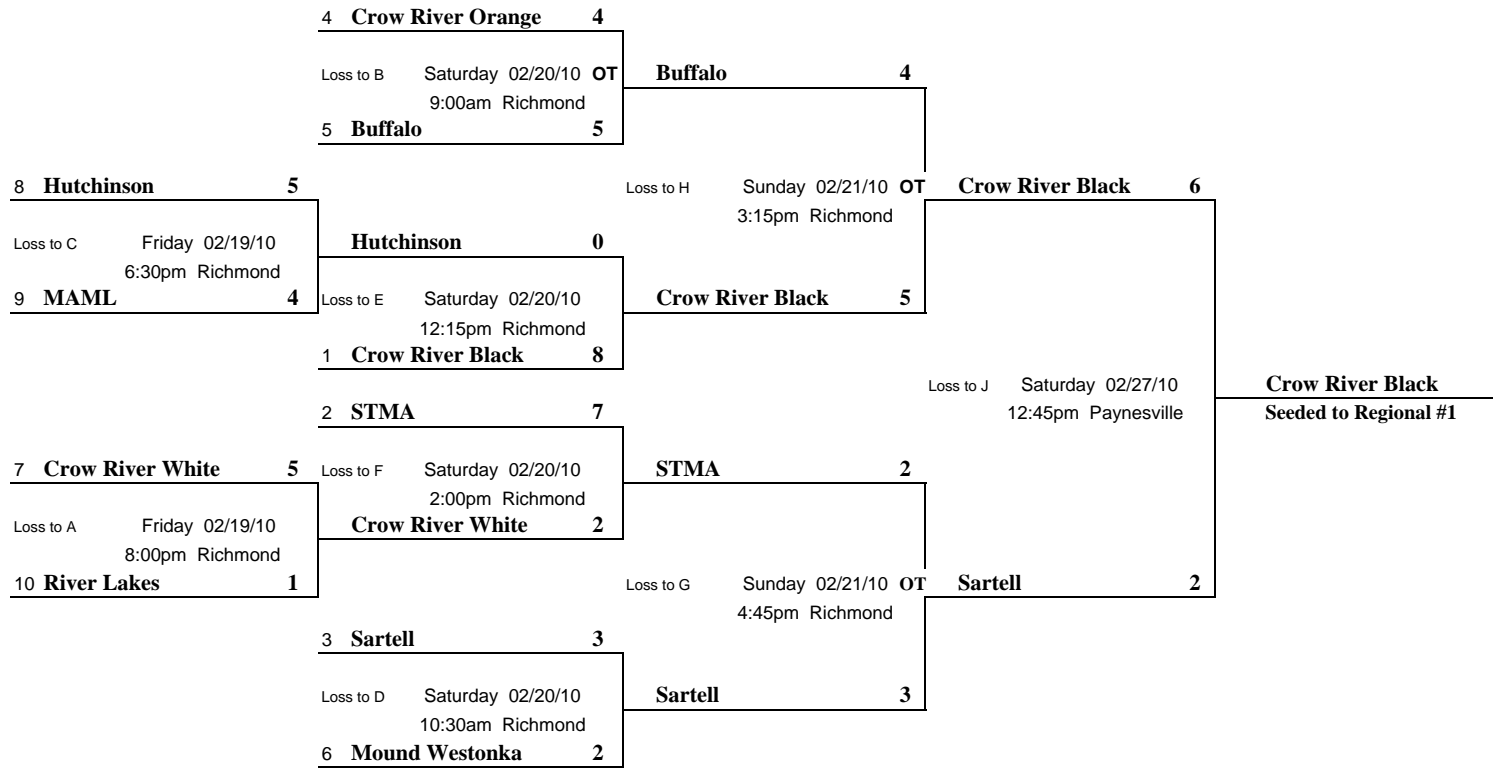 4 Crow River Orange 4
Loss to B Saturday 02/20/10 OT Buffalo 4
9:00am Richmond
5 Buffalo 5
8 Hutchinson 5 Loss to H Sunday 02/21/10 OT Crow River Black 6
3:15pm Richmond
Loss to C Friday 02/19/10 Hutchinson 0
6:30pm Richmond
9 MAML 4 Loss to E Saturday 02/20/10 Crow River Black 5
12:15pm Richmond
1 Crow River Black 8
Loss to J Saturday 02/27/10 Crow River Black
2 STMA 7 12:45pm Paynesville Seeded to Regional #1
7 Crow River White 5 Loss to F Saturday 02/20/10 STMA 2
2:00pm Richmond
Loss to A Friday 02/19/10 Crow River White 2
8:00pm Richmond
10 River Lakes 1 Loss to G Sunday 02/21/10 OT Sartell 2
4:45pm Richmond
3 Sartell 3
Loss to D Saturday 02/20/10 Sartell 3
10:30am Richmond
6 Mound Westonka 2